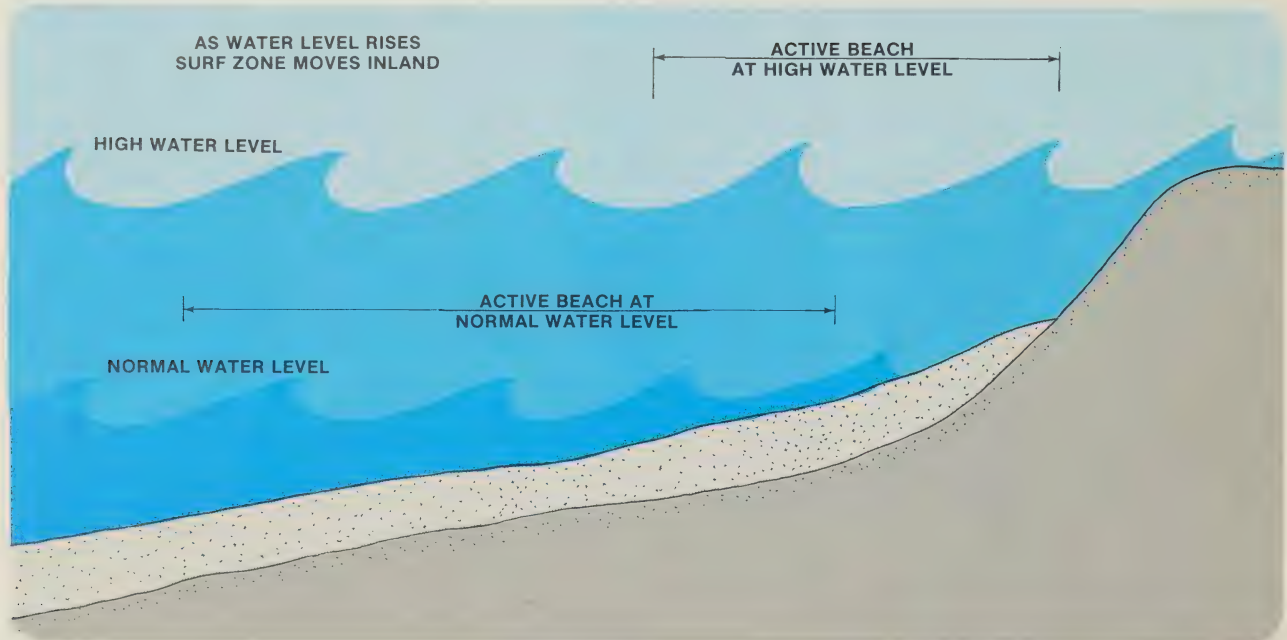 AS WATER LEVEL RISES
SURF ZONE MOVES INLAND
ACTIVE BEACH
AT HIGH WATER LEVEL
HIGH WATER LEVEL
ACTIVE BEACH AT
NORMAL WATER LEVEL
NORMAL WATER LEVEL